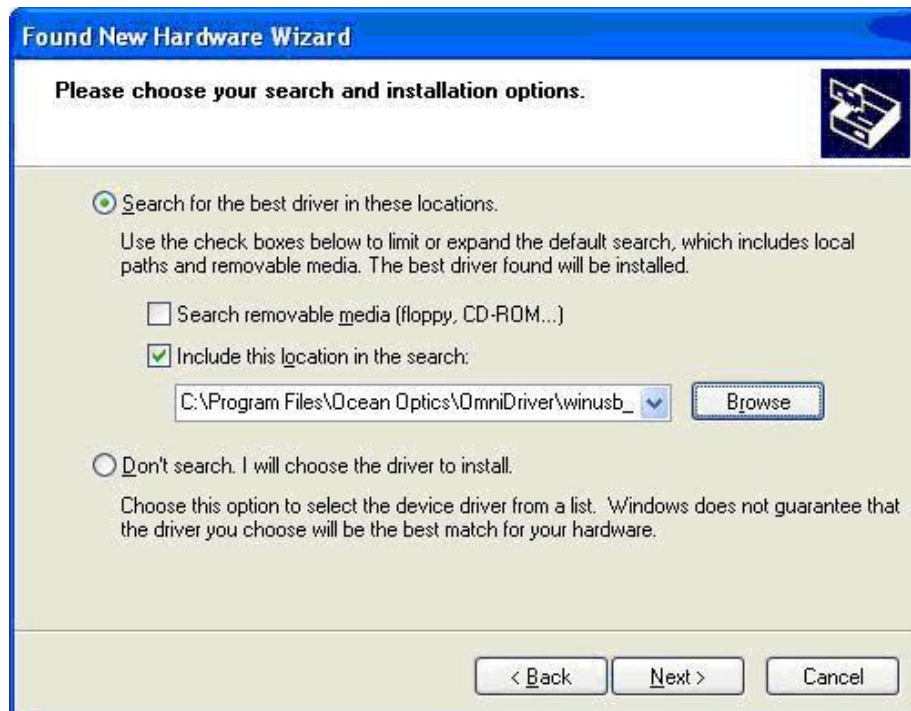 Found New Hardware Wizard
Please choose your search and installation options.
Search for the best driver in these locations.
Use the check boxes below to limit or expand the default search, which includes local
paths and removable media. The best driver found will be installed.
Search removable media (floppy, CD-ROM...)
Include this location in the search:
C:\Program Files\Ocean Optics\OmniDriver\winusb_
Browse
Don't search. I will choose the driver to install.
Choose this option to select the device driver from a list. Windows does not guarantee that
the driver you choose will be the best match for your hardware.
< Back
Next >
Cancel